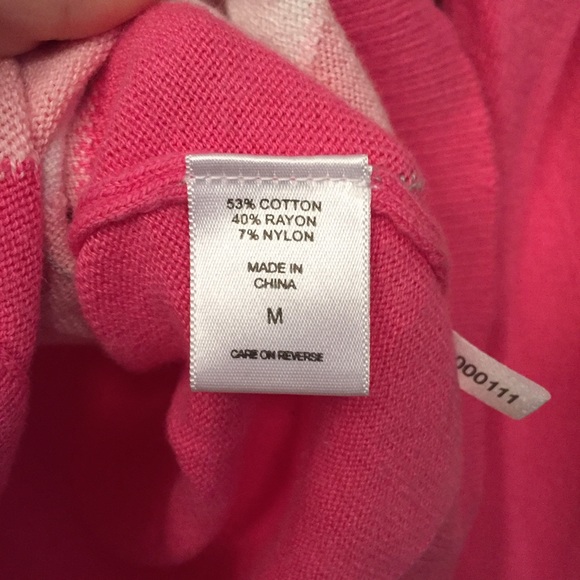 53% COTTON
40% RAYON
7% NYLON
MADE IN
CHINA
M
CARE ON REVERSE
000111